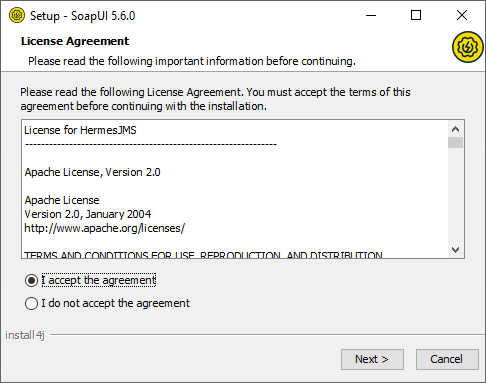 Setup - SoapUI 5.6.0
License Agreement
Please read the following important information before continuing.
Please read the following License Agreement. You must accept the terms of this
agreement before continuing with the installation.
License for HermesJMS
---------------------------------------------------------------
Apache License, Version 2.0
Apache License
Version 2.0, January 2004
http://www.apache.org/licenses/
TERMS AND CONDITIONS FOR USE, REPRODUCTION, AND DISTRIBUTION
I accept the agreement
I do not accept the agreement
install4j
Next >
Cancel